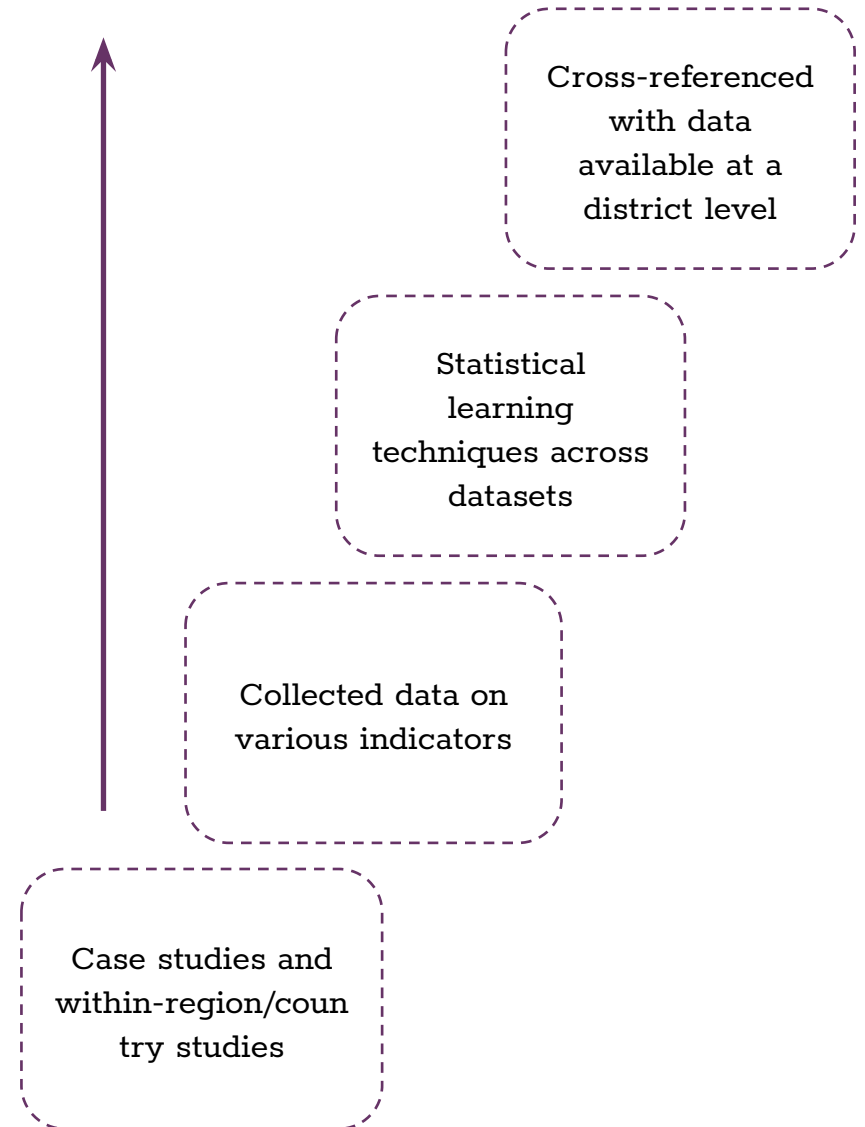 Cross-referenced
with data
available at a
district level
Statistical
learning
techniques across
datasets
Collected data on
various indicators
Case studies and
within-region/coun
try studies